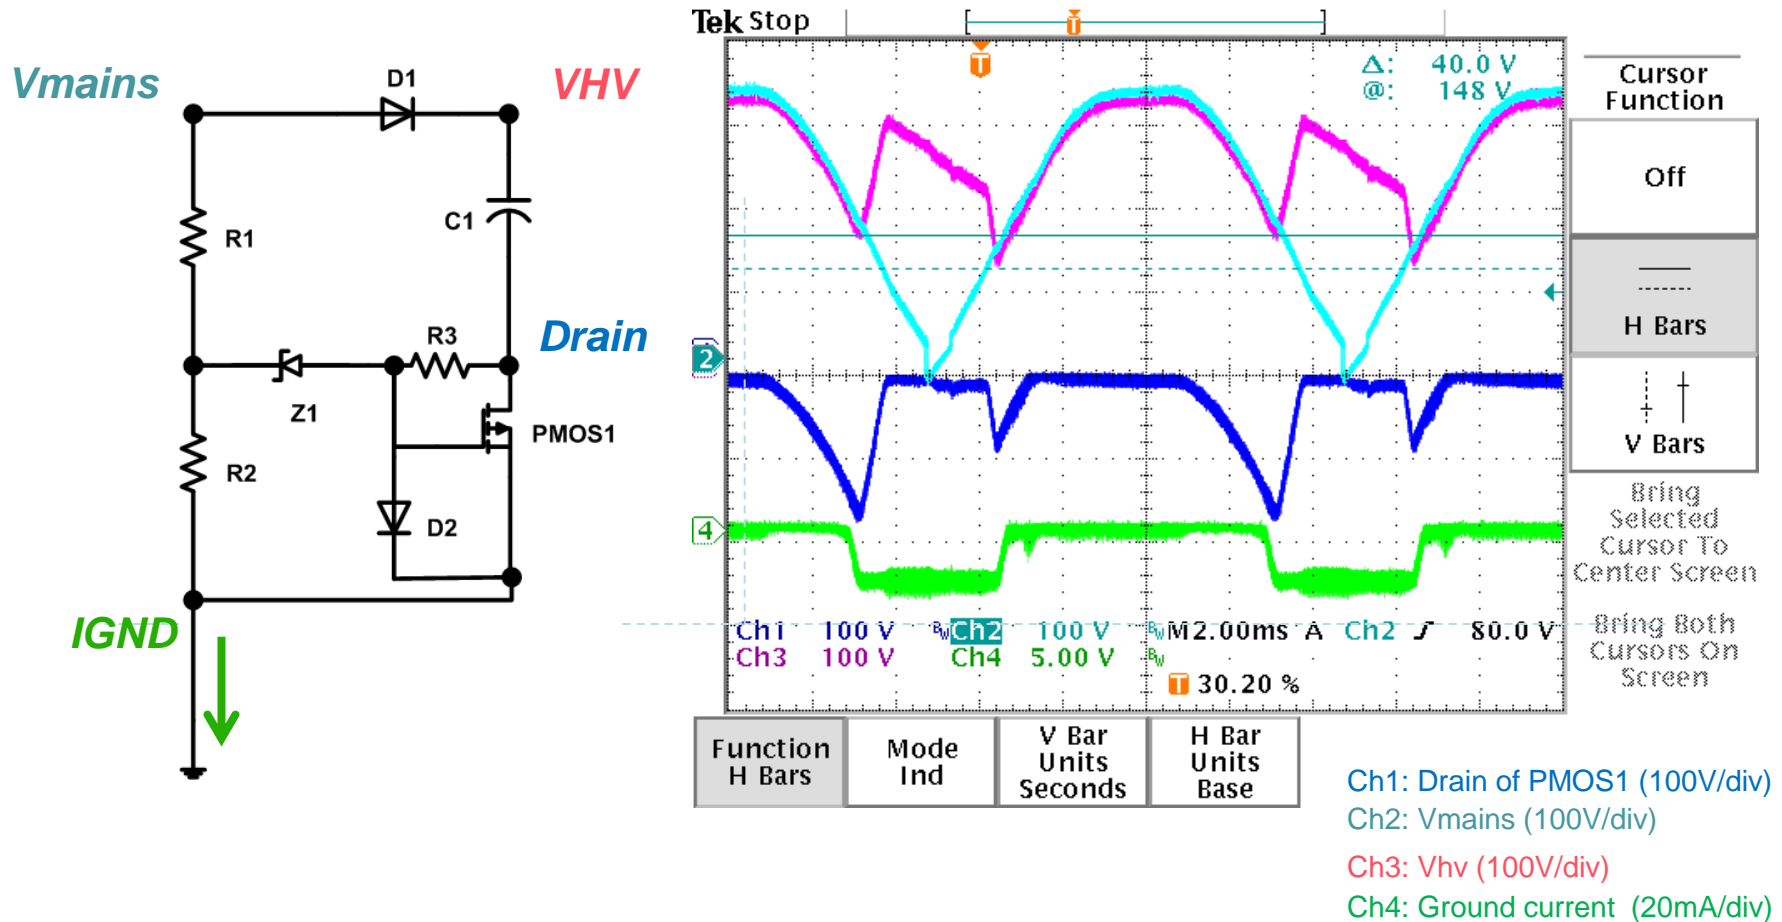 Vmains
D1
VHV
R1
C1
R3
Drain
Z1
PMOS1
R2
D2
IGND
Tek Stop
T
T
Δ: 40.0 V
@: 148 V
2
4
Ch1 100 V BW Ch2 100 V BW M 2.00ms A Ch2 80.0 V
Ch3 100 V Ch4 5.00 V BW
T 30.20 %
Cursor
Function
Off
H Bars
V Bars
Bring
Selected
Cursor To
Center Screen
Bring Both
Cursors On
Screen
Function
H Bars
Mode
Ind
V Bar
Units
Seconds
H Bar
Units
Base
Ch1: Drain of PMOS1 (100V/div)
Ch2: Vmains (100V/div)
Ch3: Vhv (100V/div)
Ch4: Ground current (20mA/div)